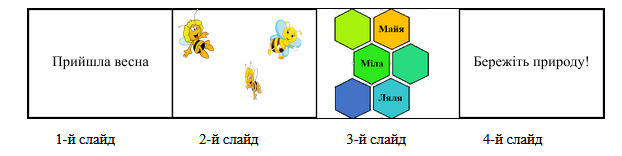 Прийшла весна
Майя
Міла
Ляля
Бережіть природу!
1-й слайд 2-й слайд 3-й слайд 4-й слайд